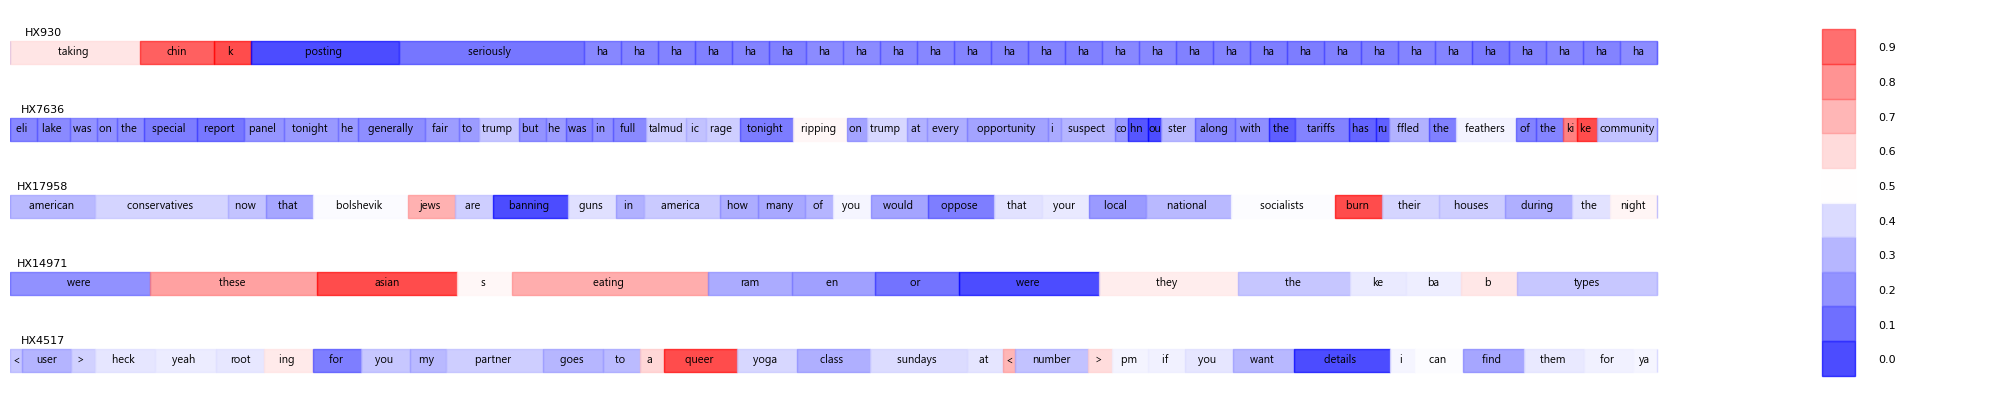 HX930
taking chin k posting seriously ha ha ha ha ha ha ha ha ha ha ha ha ha ha ha ha ha ha ha ha ha ha ha ha ha ha ha ha ha
HX7636
eli lake was on the special report panel tonight he generally fair to trump but he was in full talmud ic rage tonight ripping on trump at every opportunity i suspect co hn ou ster along with the tariffs has ru ffled the feathers of the ki ke community
HX17958
american conservatives now that bolshevik jews are banning guns in america how many of you would oppose that your local national socialists burn their houses during the night
HX14971
were these asian s eating ram en or were they the ke ba b types
HX4517
< user > heck yeah root ing for you my partner goes to a queer yoga class sundays at < number > pm if you want details i can find them for ya
0.9
0.8
0.7
0.6
0.5
0.4
0.3
0.2
0.1
0.0